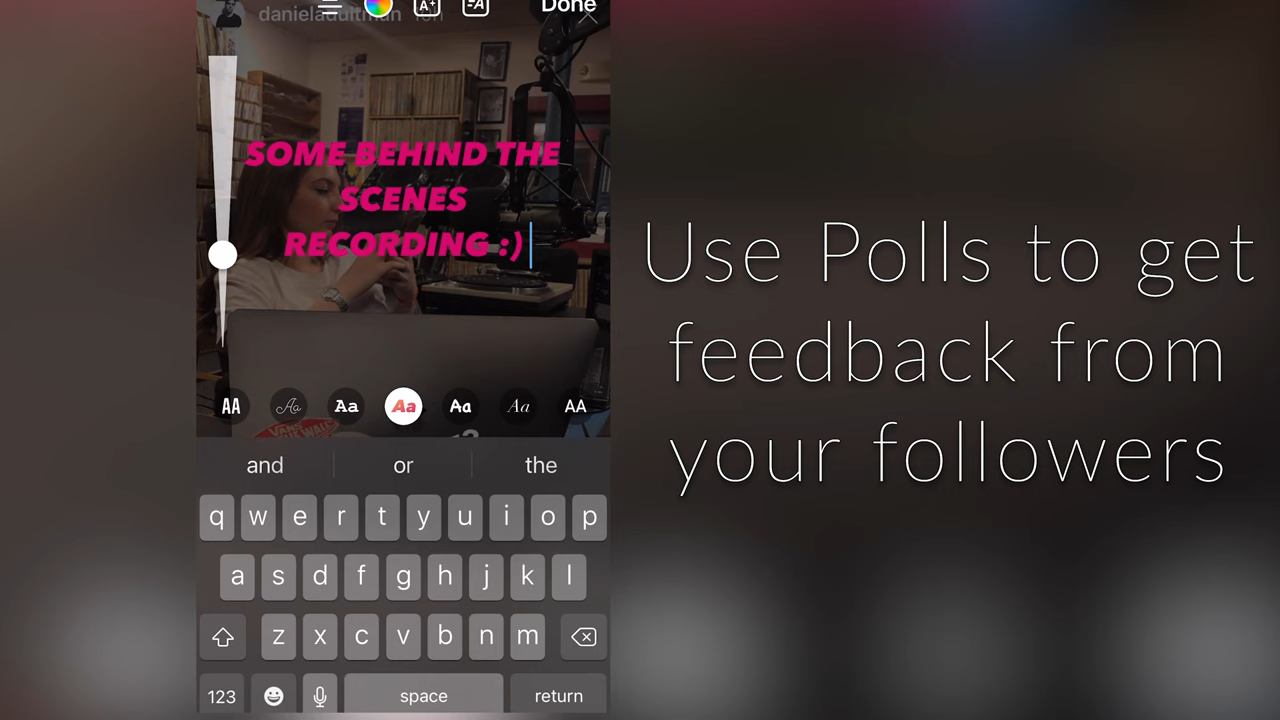 Done
SOME BEHIND THE
SCENES
RECORDING :)
AA Aa Aa Aa Aa Aa AA
VANS
and or the
q w e r t y u i o p
a s d f g h j k l
z x c v b n m
123 space return
Use Polls to get
feedback from
your followers